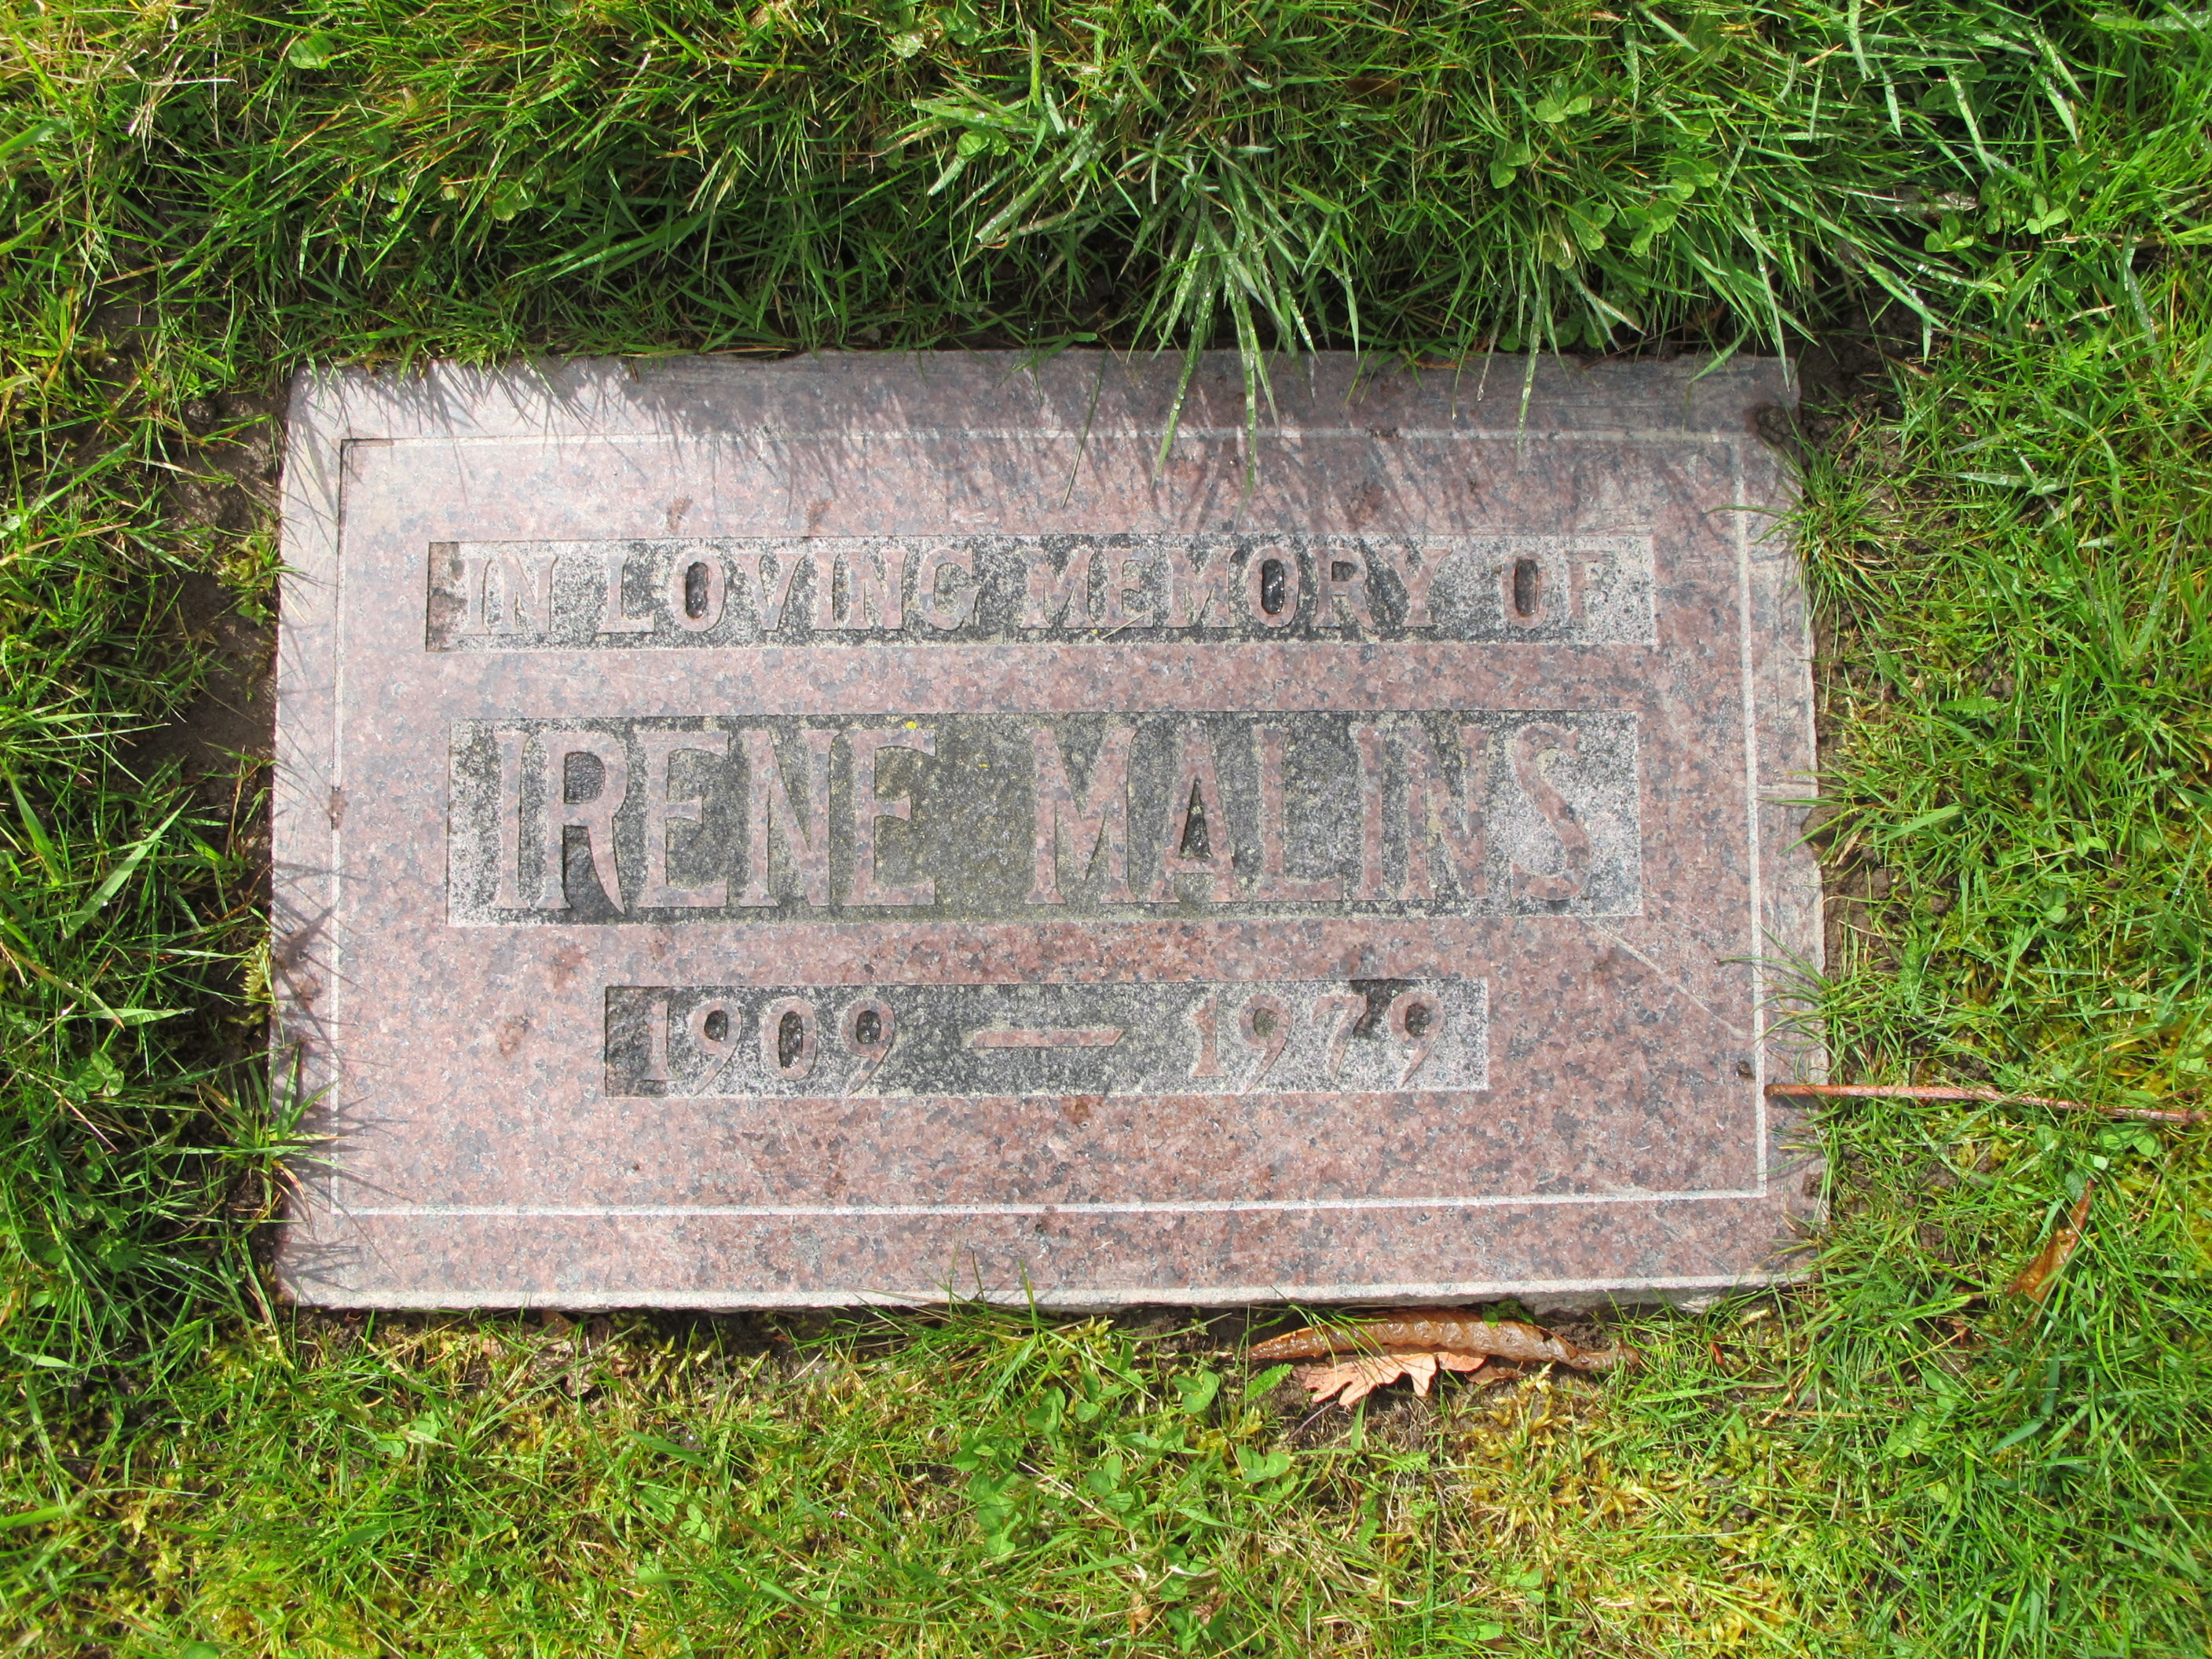 IN LOVING MEMORY OF
IRENE MALINS
1909 — 1979